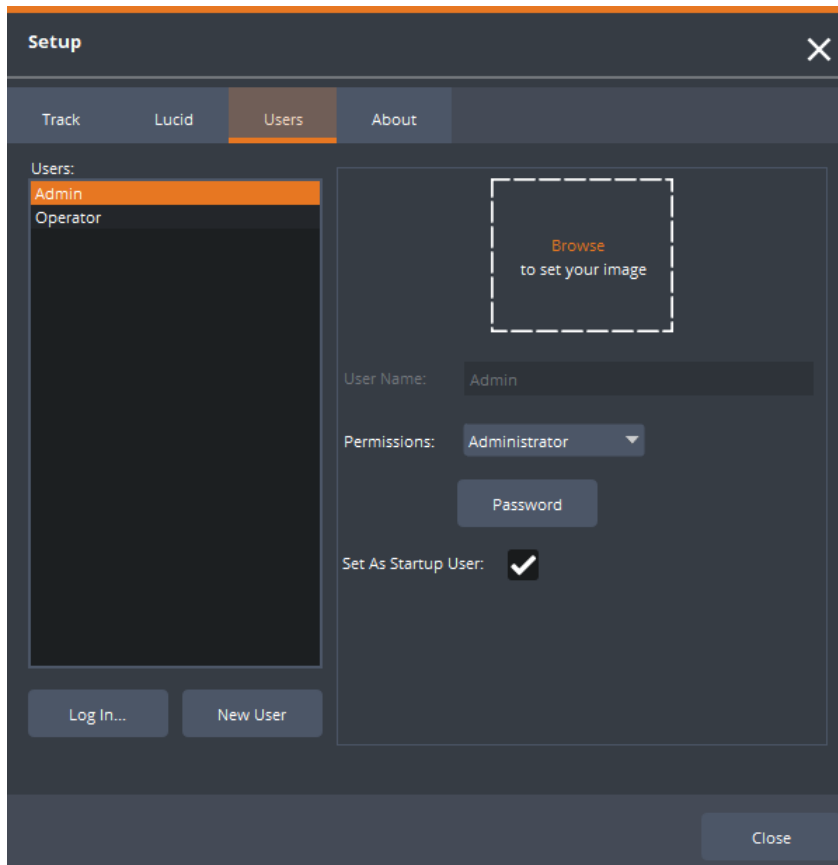 Setup
Track
Lucid
Users
About
Users:
Admin
Operator
Log In...
New User
Browse
to set your image
User Name:
Admin
Permissions:
Administrator
Password
Set As Startup User:
Close